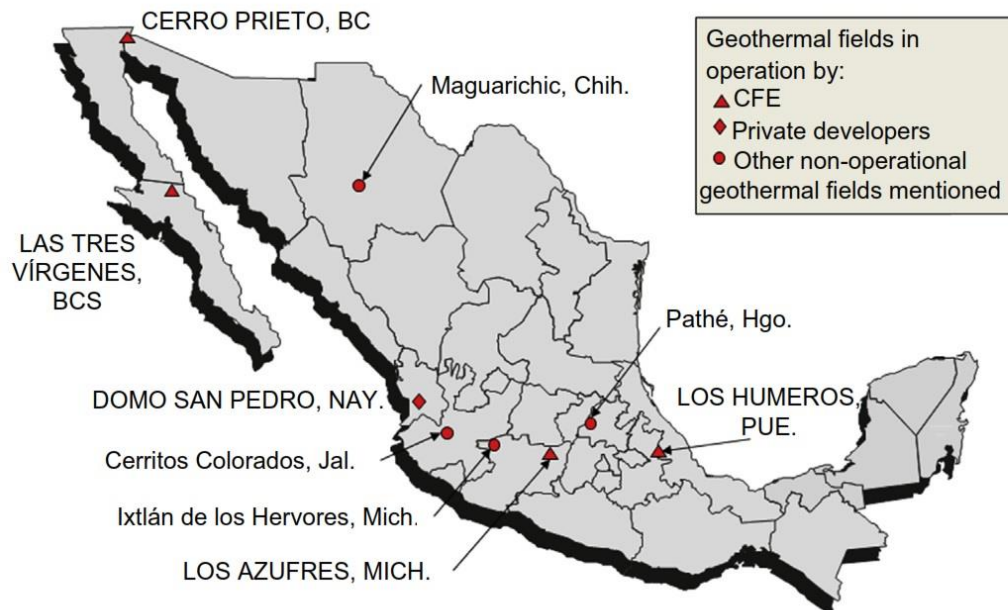 CERRO PRIETO, BC
Geothermal fields in
operation by:
CFE
Private developers
Other non-operational
geothermal fields mentioned
Maguarichic, Chih.
LAS TRES
VÍRGENES,
BCS
Pathé, Hgo.
DOMO SAN PEDRO, NAY.
LOS HUMEROS,
PUE.
Cerritos Colorados, Jal.
Ixtlán de los Hervores, Mich.
LOS AZUFRES, MICH.